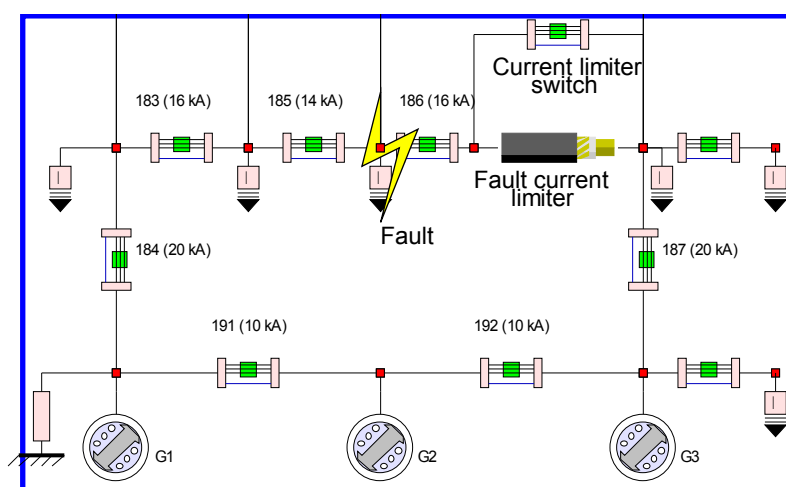 Current limiter
switch
183 (16 kA)
185 (14 kA)
186 (16 kA)
Fault current
limiter
Fault
184 (20 kA)
187 (20 kA)
191 (10 kA)
192 (10 kA)
G1
G2
G3